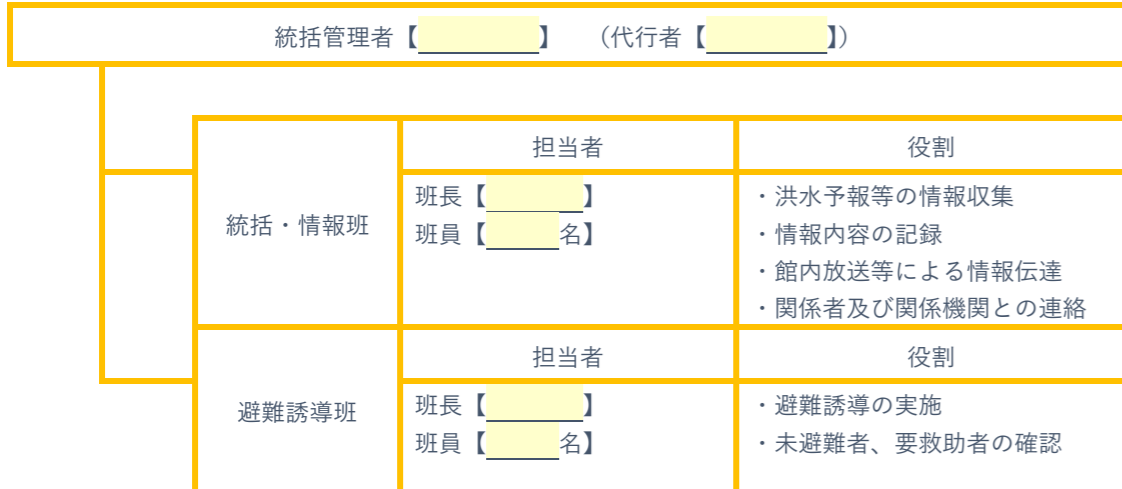 統括管理者【　　　　　】　（代行者【　　　　　】）
担当者　役割
統括・情報班
班長【　　　　】
班員【　　　名】
・洪水予報等の情報収集
・情報内容の記録
・館内放送等による情報伝達
・関係者及び関係機関との連絡
担当者　役割
避難誘導班
班長【　　　　】
班員【　　　名】
・避難誘導の実施
・未避難者、要救助者の確認